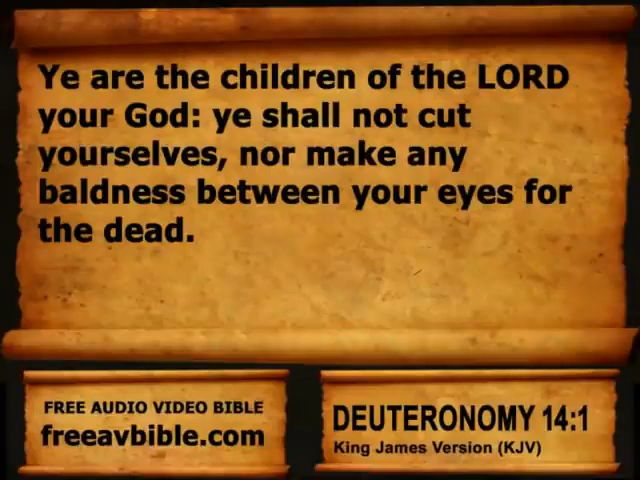 Ye are the children of the LORD
your God: ye shall not cut
yourselves, nor make any
baldness between your eyes for
the dead.
FREE AUDIO VIDEO BIBLE
freeavbible.com
DEUTERONOMY 14:1
King James Version (KJV)